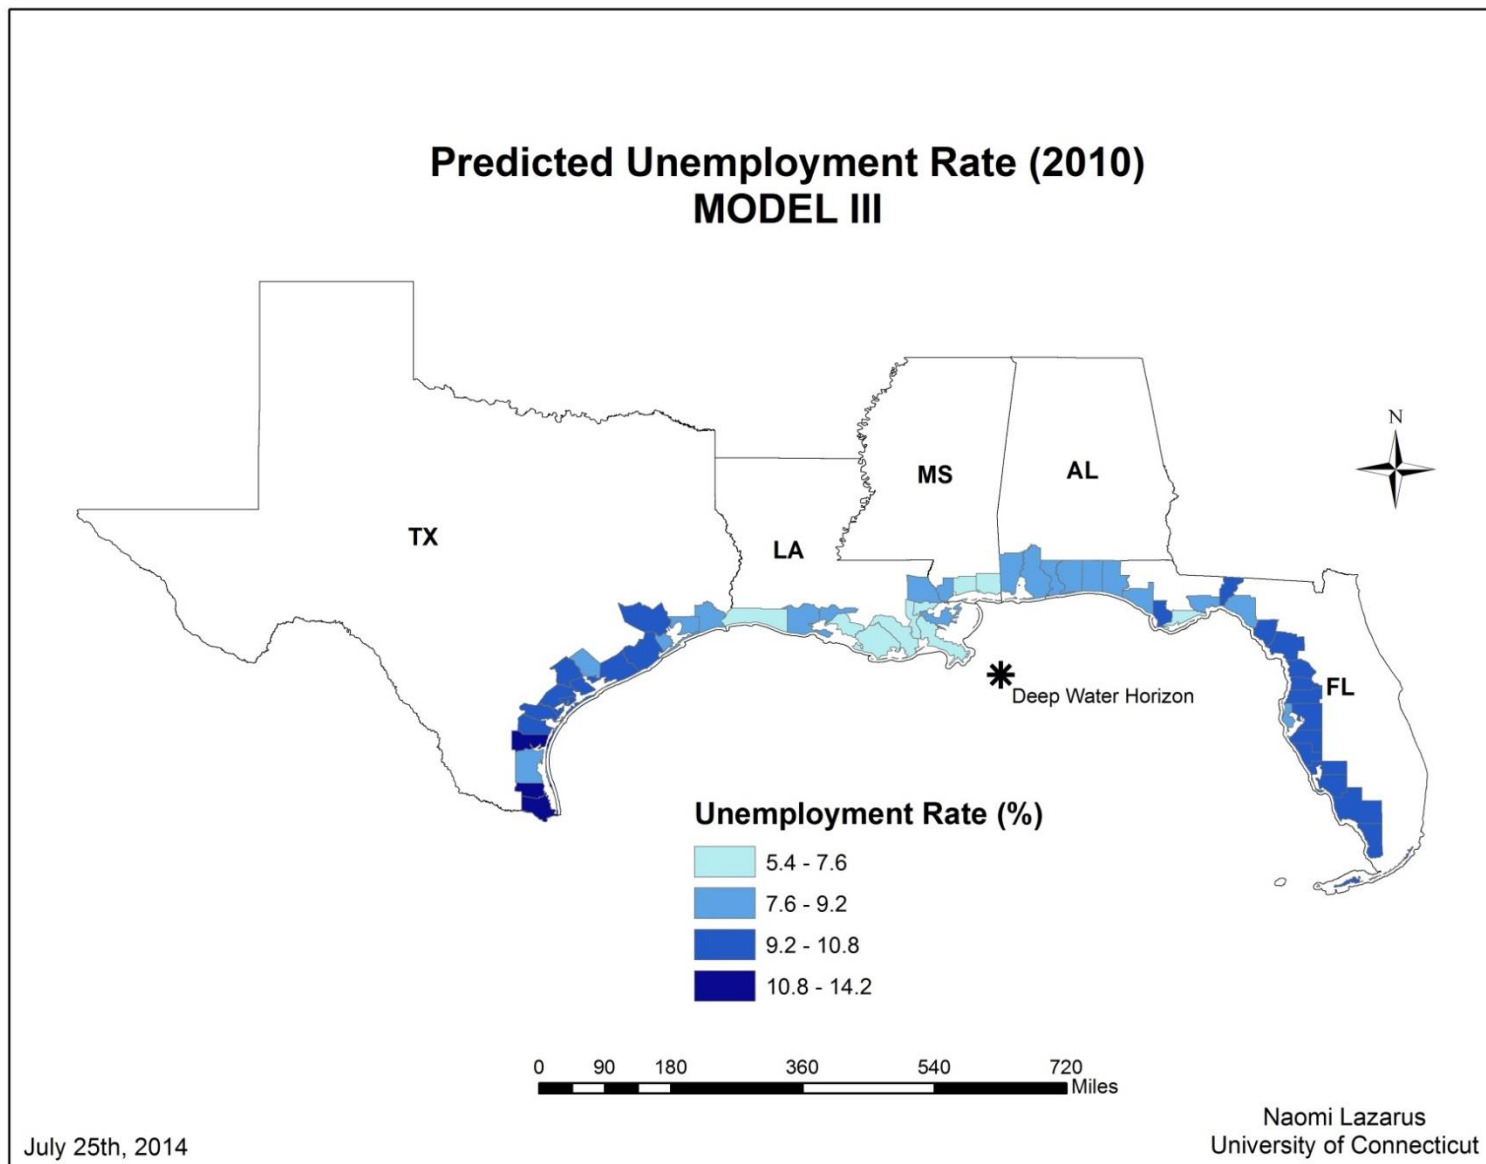 Predicted Unemployment Rate (2010)
MODEL III
N
MS
AL
TX
LA
FL
Deep Water Horizon
Unemployment Rate (%)
5.4 - 7.6
7.6 - 9.2
9.2 - 10.8
10.8 - 14.2
0 90 180 360 540 720
Miles
July 25th, 2014
Naomi Lazarus
University of Connecticut